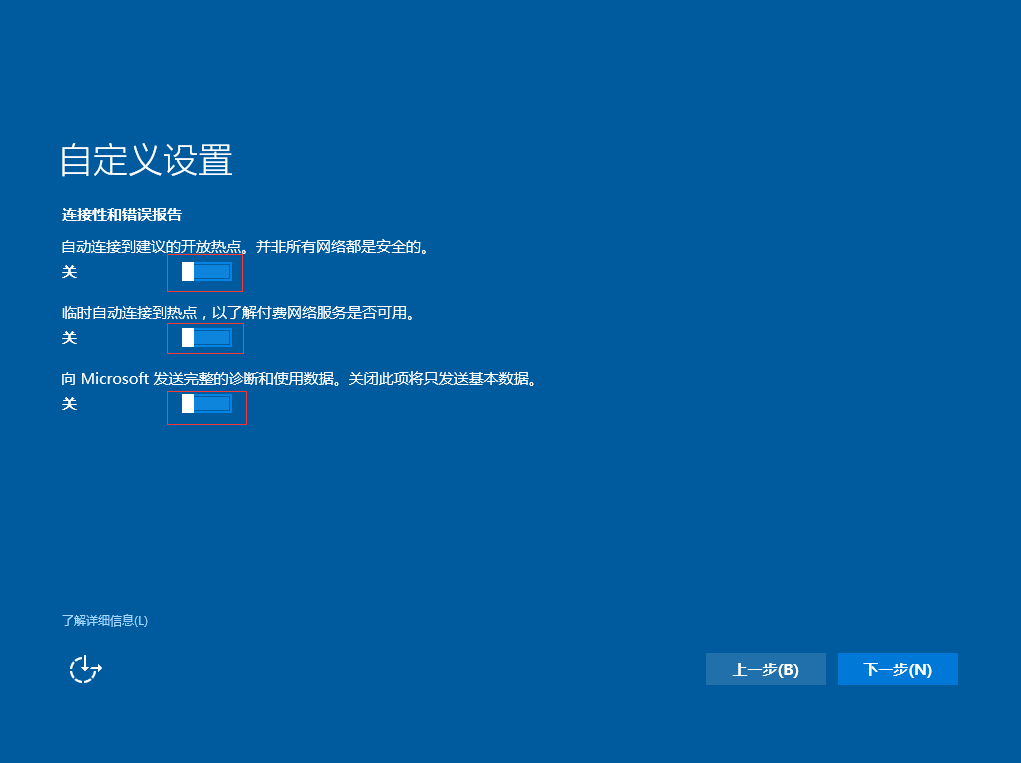 自定义设置
连接性和错误报告
自动连接到建议的开放热点。并非所有网络都是安全的。
关
临时自动连接到热点，以了解付费网络服务是否可用。
关
向 Microsoft 发送完整的诊断和使用数据。关闭此项将只发送基本数据。
关
了解详细信息(L)
上一步(B)
下一步(N)